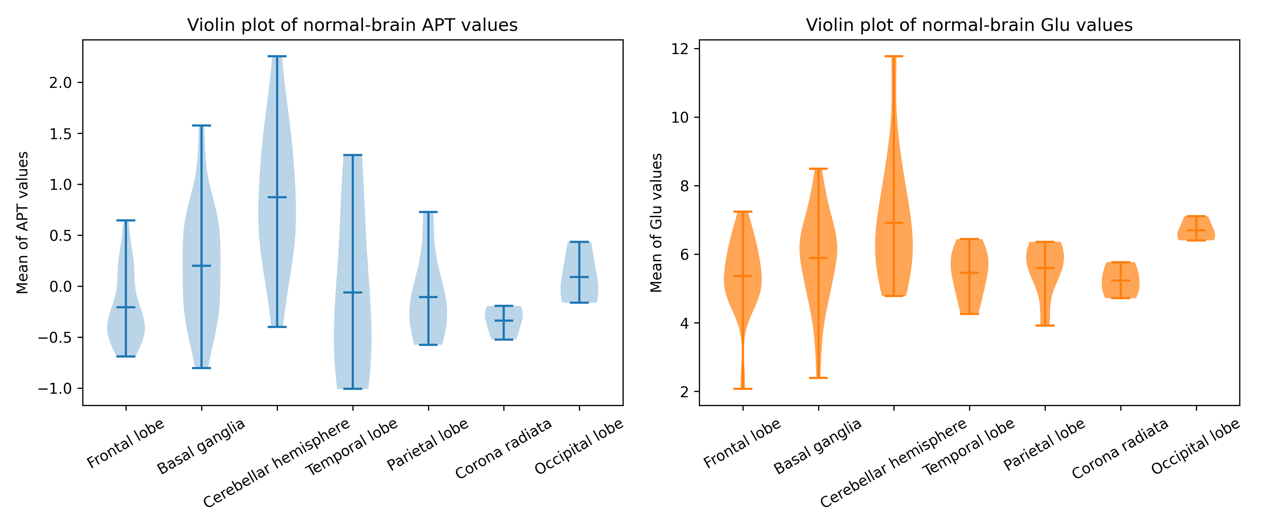 Violin plot of normal-brain APT values
Mean of APT values
2.0
1.5
1.0
0.5
0.0
−0.5
−1.0
Frontal lobe
Basal ganglia
Cerebellar hemisphere
Temporal lobe
Parietal lobe
Corona radiata
Occipital lobe
Violin plot of normal-brain Glu values
Mean of Glu values
12
10
8
6
4
2
Frontal lobe
Basal ganglia
Cerebellar hemisphere
Temporal lobe
Parietal lobe
Corona radiata
Occipital lobe